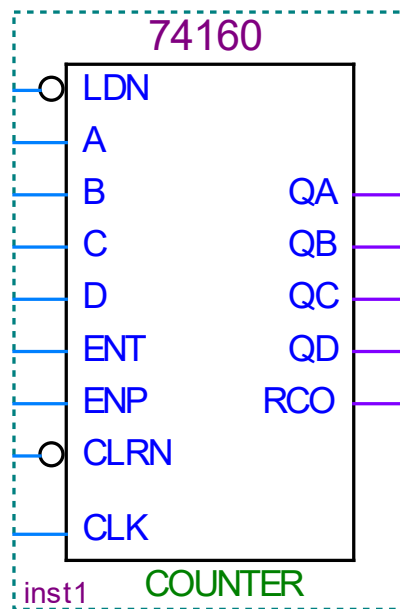 74160
LDN
A
B QA
C QB
D QC
ENT QD
ENP RCO
CLRN
CLK
inst1 COUNTER